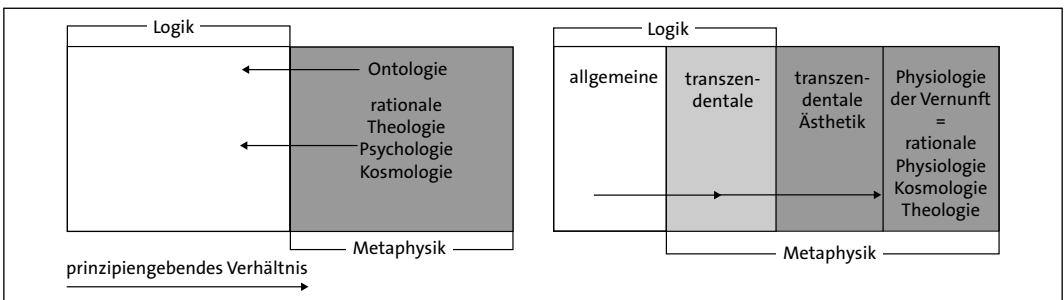 Logik
Ontologie
rationale
Theologie
Psychologie
Kosmologie
Metaphysik
prinzipiengebendes Verhältnis
Logik
allgemeine
transzen-
dentale
transzen-
dentale
Ästhetik
Physiologie
der Vernunft
=
rationale
Physiologie
Kosmologie
Theologie
Metaphysik